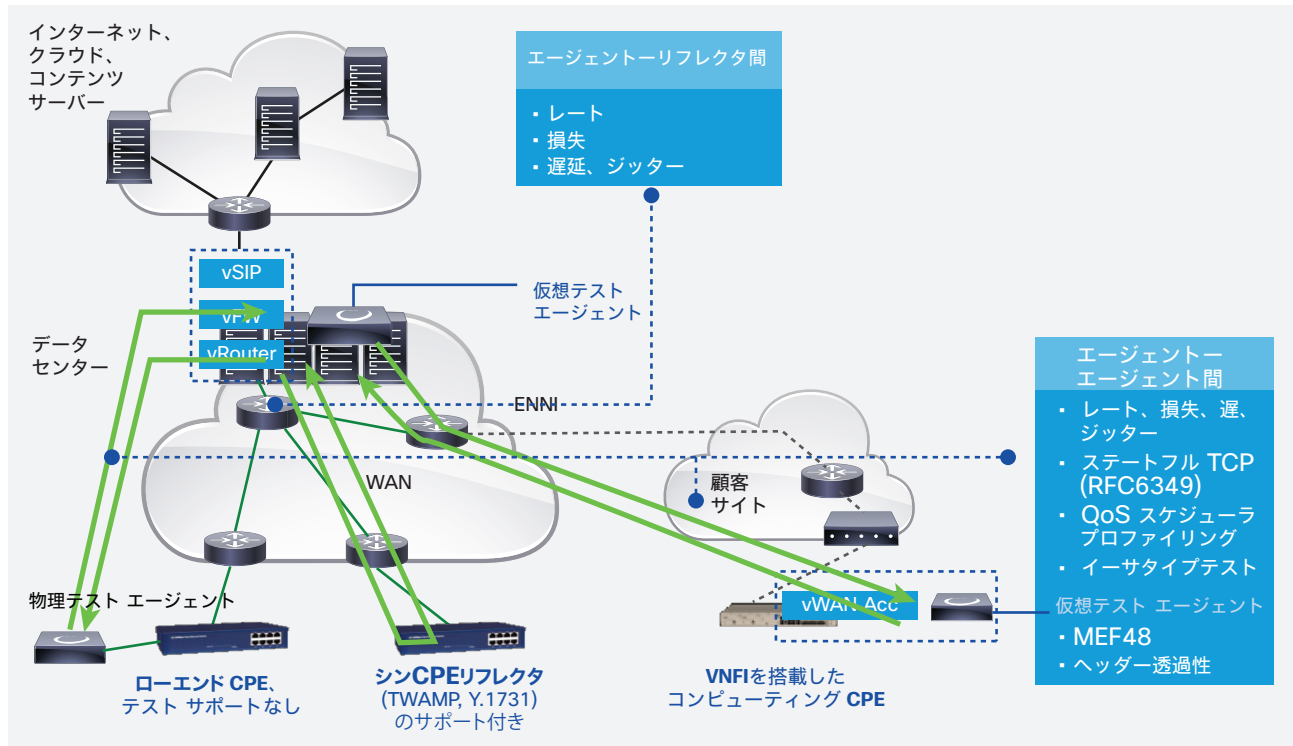 インターネット、
クラウド、
コンテンツ
サーバー
エージェントーリフレクタ間
▪ レート
▪ 損失
▪ 遅延、ジッター
vSIP
vFW
vRouter
仮想テスト
エージェント
データ
センター
ENNI
WAN
顧客
サイト
エージェントー
エージェント間
▪ レート、損失、遅、
ジッター
▪ ステートフル TCP
(RFC6349)
▪ QoS スケジューラ
プロファイリング
▪ イーサタイプテスト
仮想テスト エージェント
▪ MEF48
▪ ヘッダー透過性
物理テスト エージェント
vWAN Acc
ローエンド CPE、
テスト サポートなし
シンCPEリフレクタ
(TWAMP, Y.1731)
のサポート付き
VNFIを搭載した
コンピューティング CPE